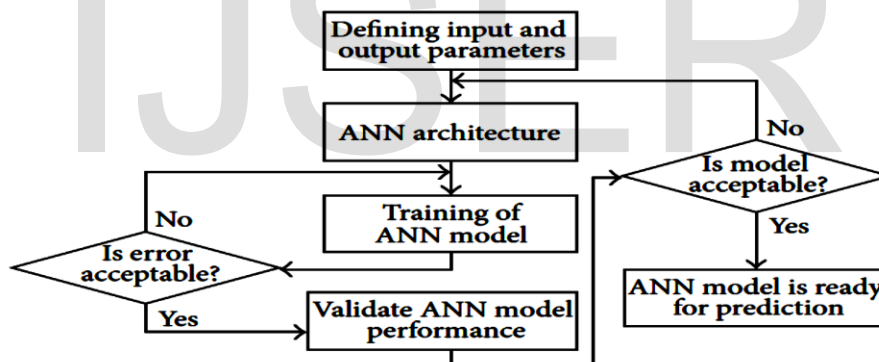 IJSER
Defining input and
output parameters
ANN architecture
No
Is model
acceptable?
No
Training of
ANN model
Yes
Is error
acceptable?
ANN model is ready
for prediction
Yes
Validate ANN model
performance